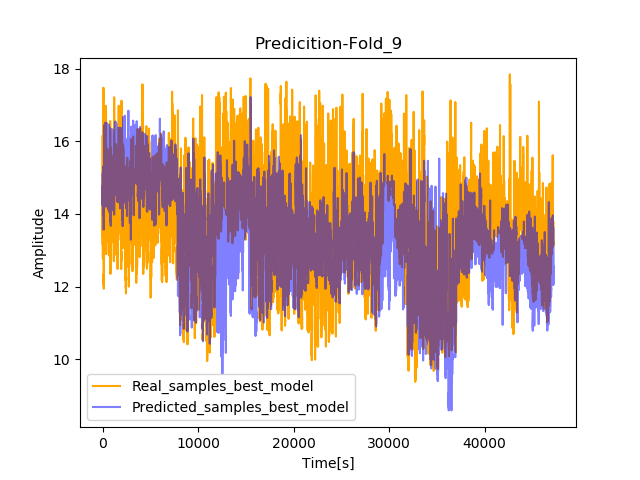 Predicition-Fold_9
18
16
14
12
10
Amplitude
Real_samples_best_model
Predicted_samples_best_model
0
10000
20000
30000
40000
Time[s]